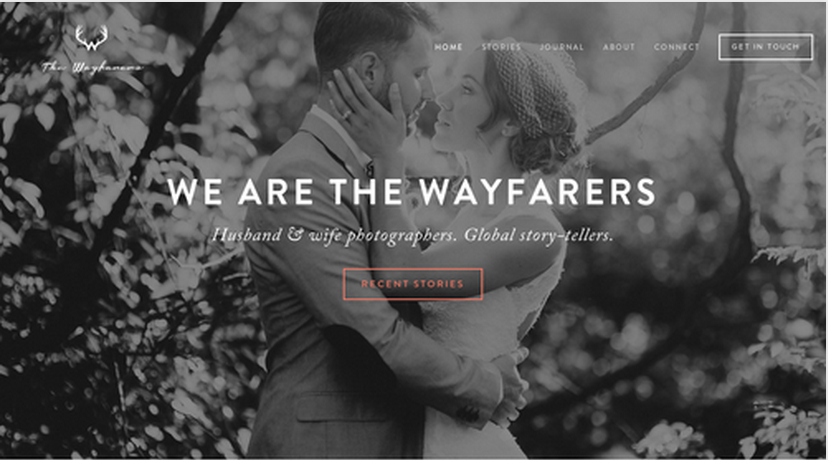 The Wayfarers
HOME STORIES JOURNAL ABOUT CONNECT GET IN TOUCH
WE ARE THE WAYFARERS
Husband & wife photographers. Global story-tellers.
RECENT STORIES